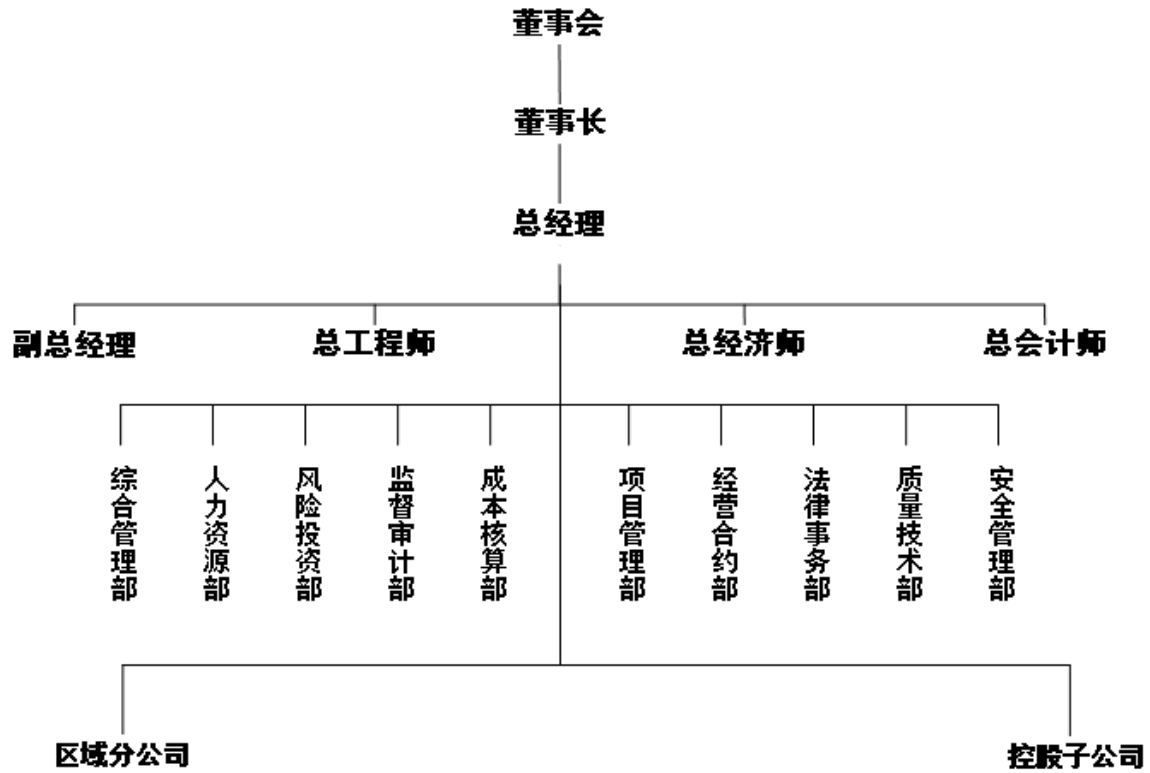 董事会
董事长
总经理
副总经理
总工程师
总经济师
总会计师
综合管理部
人力资源部
风险投资部
监督审计部
成本核算部
项目管理部
经营合约部
法律事务部
质量技术部
安全管理部
区域分公司
控股子公司